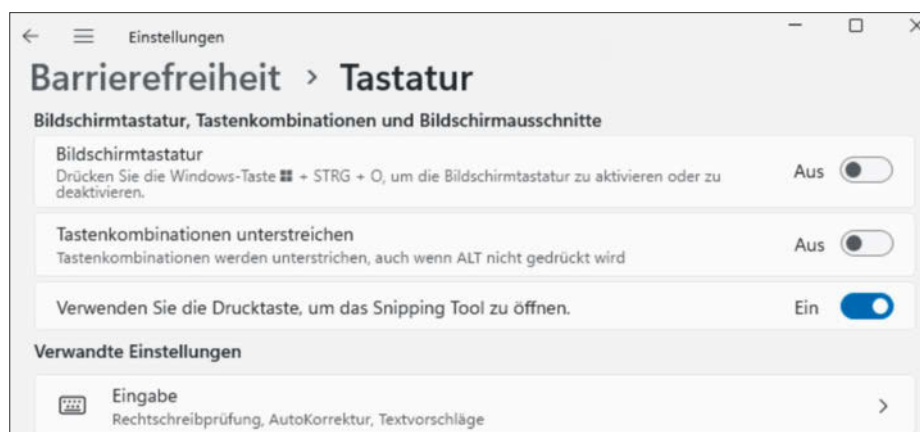 Einstellungen
Barrierefreiheit > Tastatur
Bildschirmtastatur, Tastenkombinationen und Bildschirmausschnitte
Bildschirmtastatur
Drücken Sie die Windows-Taste + STRG + O, um die Bildschirmtastatur zu aktivieren oder zu
deaktivieren.
Aus
Tastenkombinationen unterstreichen
Tastenkombinationen werden unterstrichen, auch wenn ALT nicht gedrückt wird
Aus
Verwenden Sie die Drucktaste, um das Snipping Tool zu öffnen.
Ein
Verwandte Einstellungen
Eingabe
Rechtschreibprüfung, AutoKorrektur, Textvorschläge